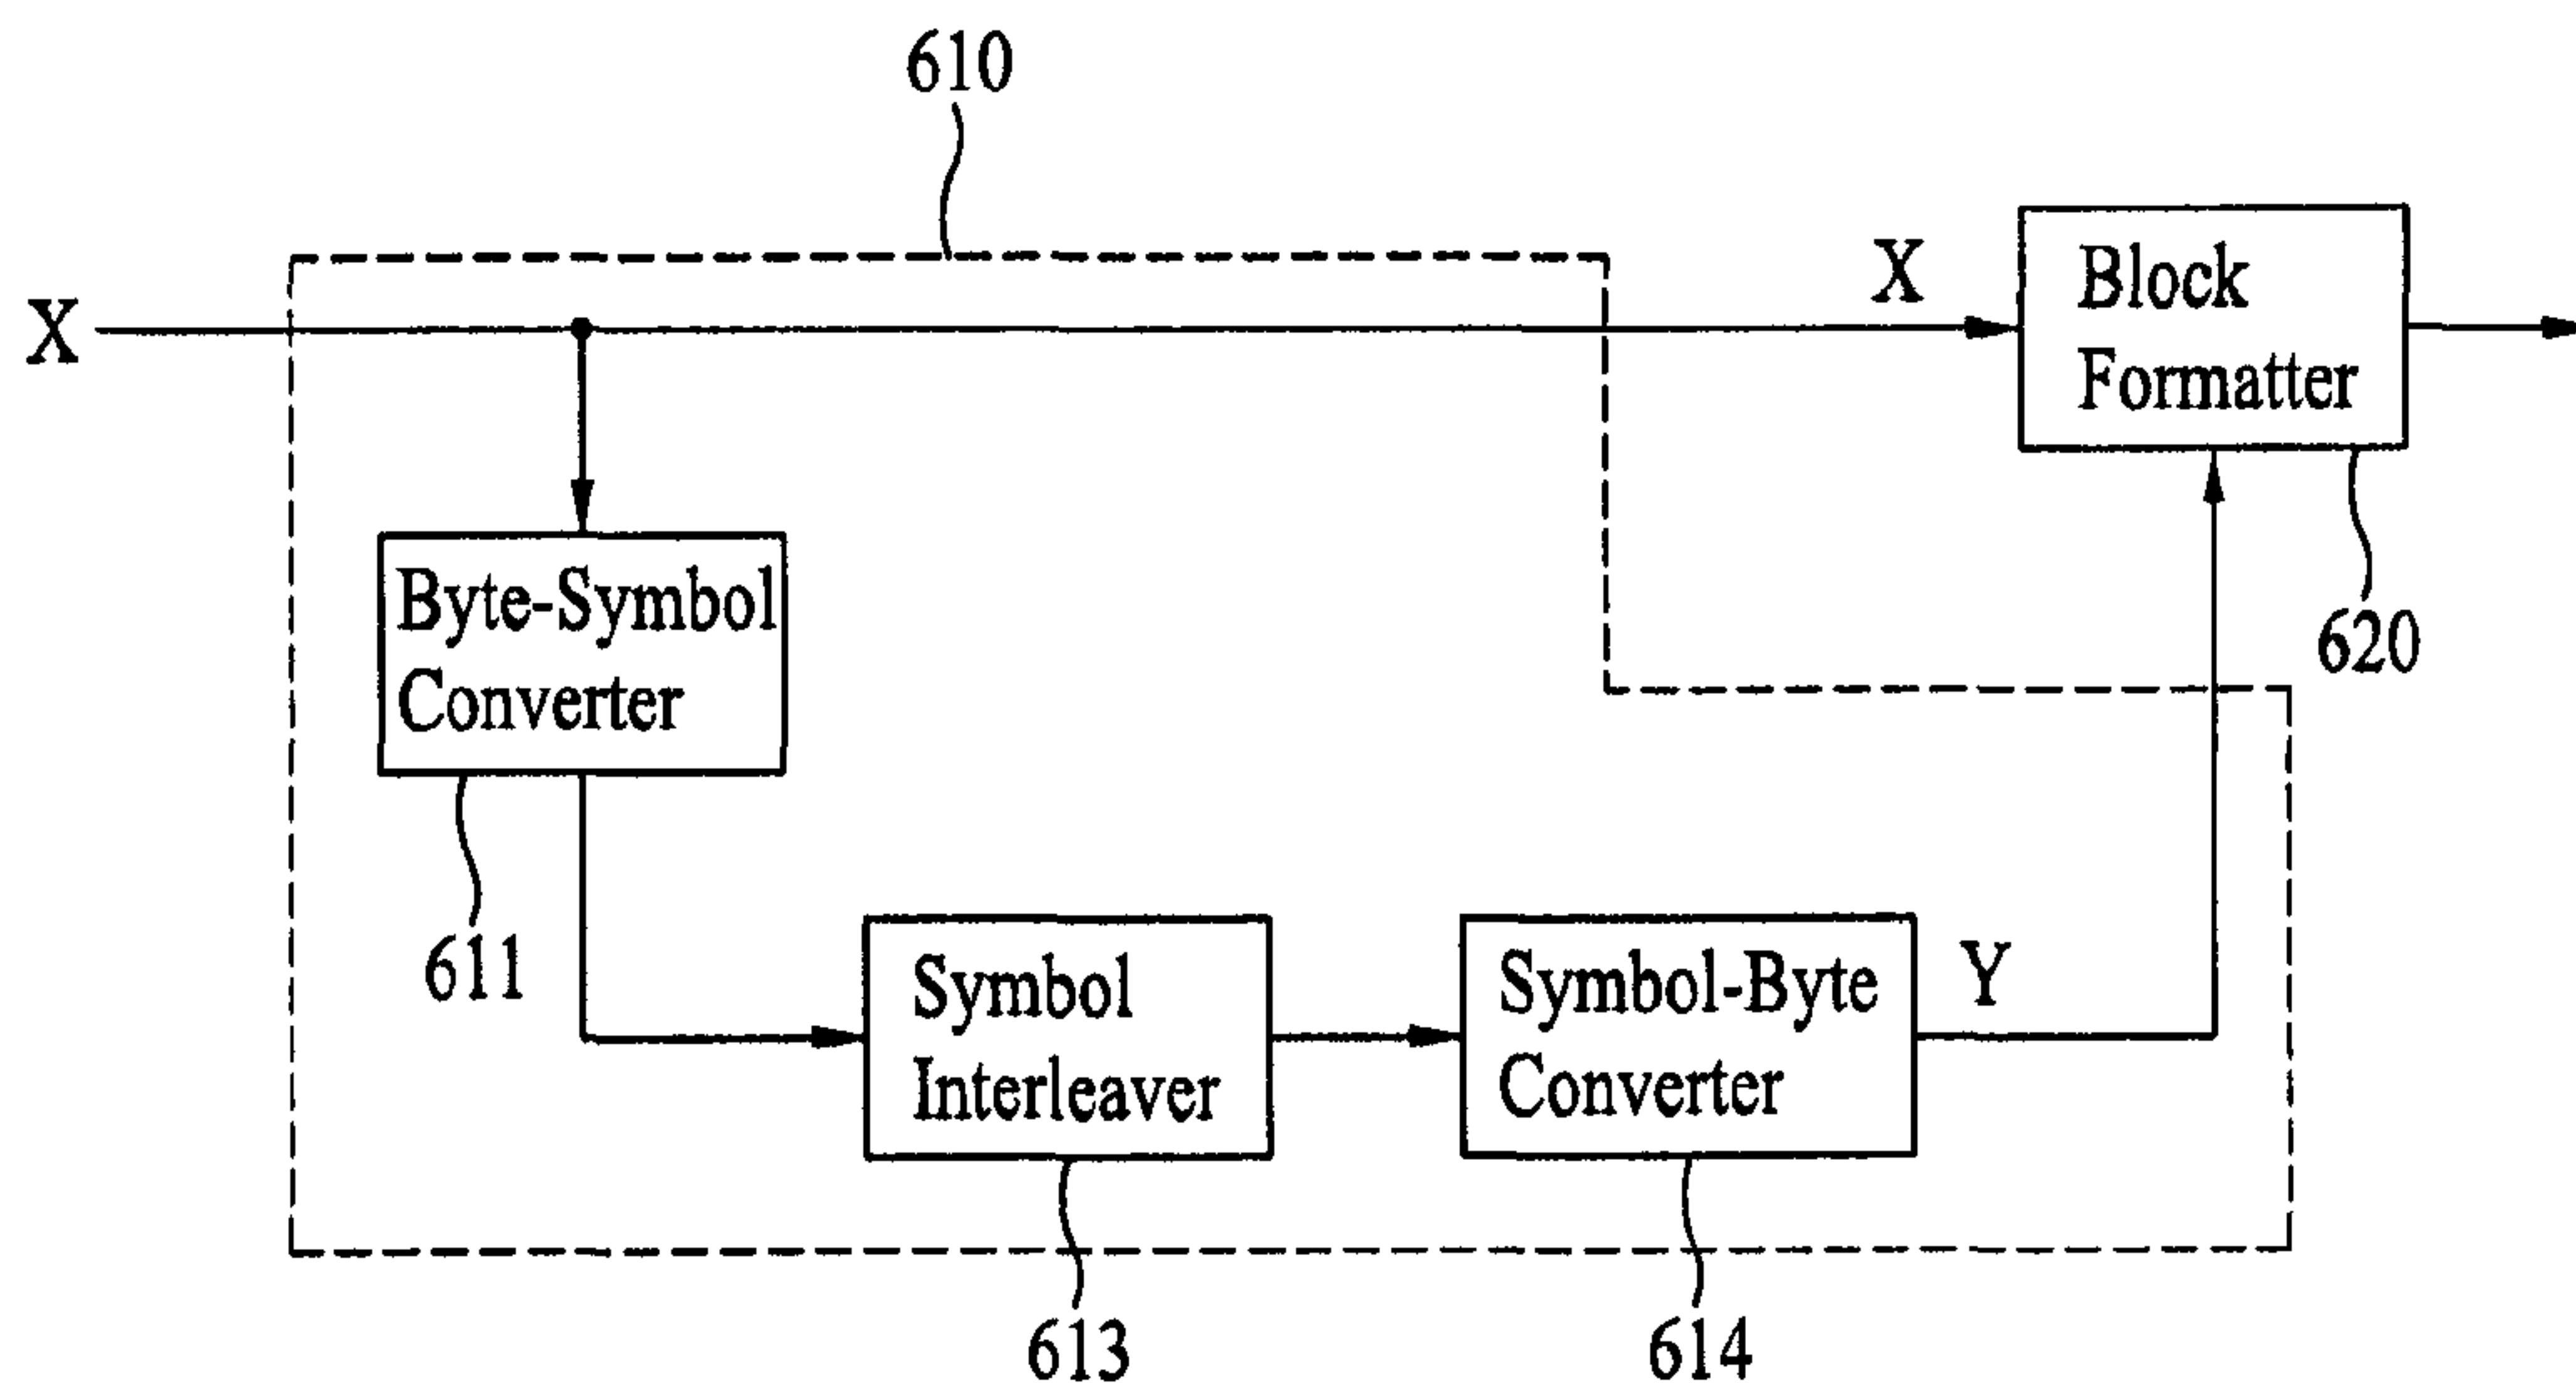 610
X
X
Block
Formatter
620
Byte-Symbol
Converter
611
Symbol
Interleaver
613
Symbol-Byte
Converter
614
Y